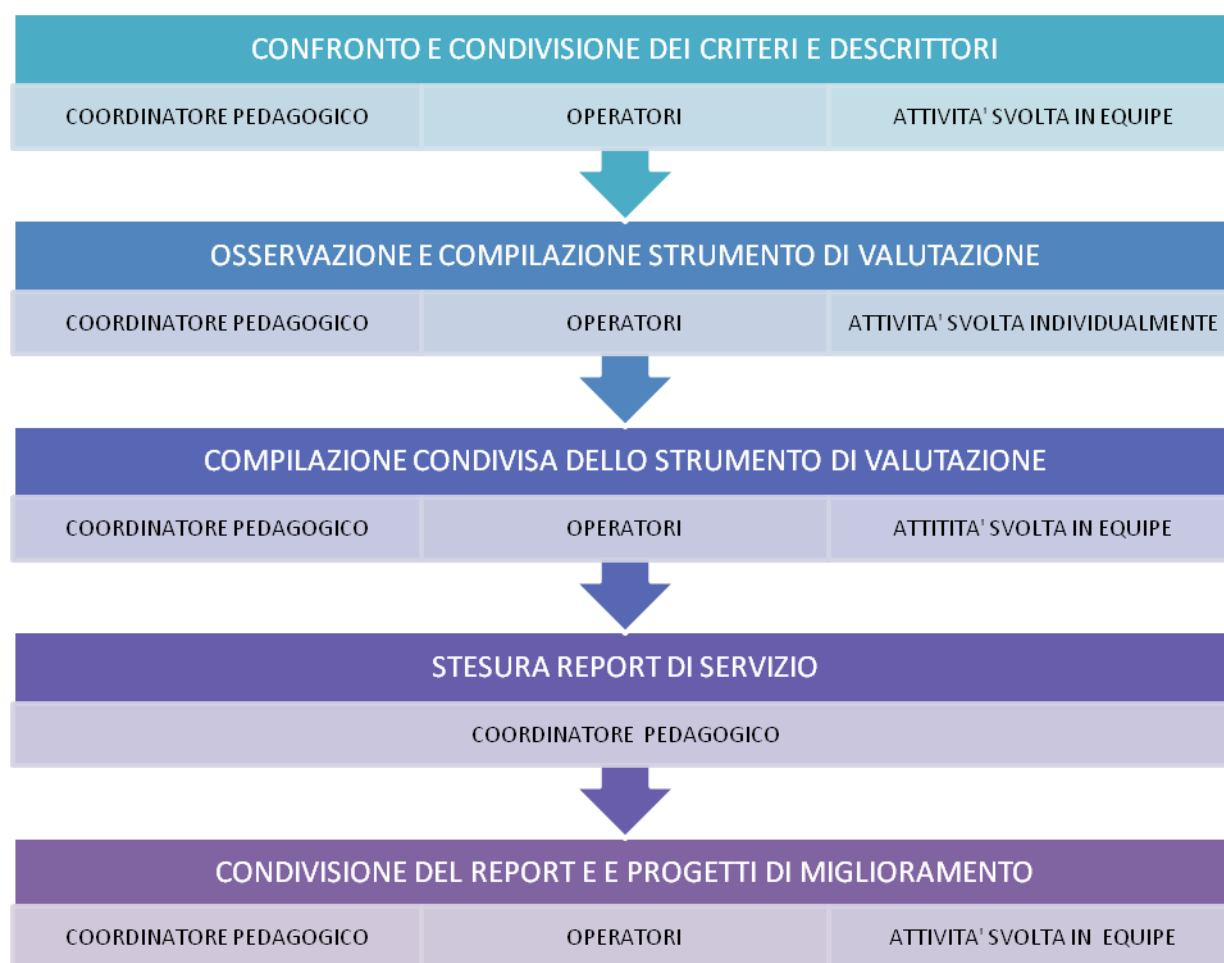 CONFRONTO E CONDIVISIONE DEI CRITERI E DESCRITTORI
COORDINATORE PEDAGOGICO OPERATORI ATTIVITA' SVOLTA IN EQUIPE
OSSERVAZIONE E COMPILAZIONE STRUMENTO DI VALUTAZIONE
COORDINATORE PEDAGOGICO OPERATORI ATTIVITA' SVOLTA INDIVIDUALMENTE
COMPILAZIONE CONDIVISA DELLO STRUMENTO DI VALUTAZIONE
COORDINATORE PEDAGOGICO OPERATORI ATTITITA' SVOLTA IN EQUIPE
STESURA REPORT DI SERVIZIO
COORDINATORE PEDAGOGICO
CONDIVISIONE DEL REPORT E E PROGETTI DI MIGLIORAMENTO
COORDINATORE PEDAGOGICO OPERATORI ATTIVITA' SVOLTA IN EQUIPE